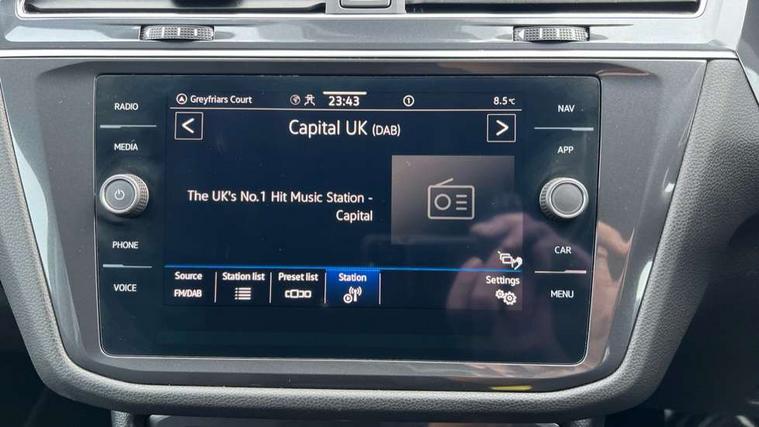 RADIO
MEDIA
PHONE
VOICE
Greyfriars Court
23:43
8.5°C
Capital UK (DAB)
The UK's No.1 Hit Music Station -
Capital
Source
FM/DAB
Station list
Preset list
Station
Settings
NAV
APP
CAR
MENU